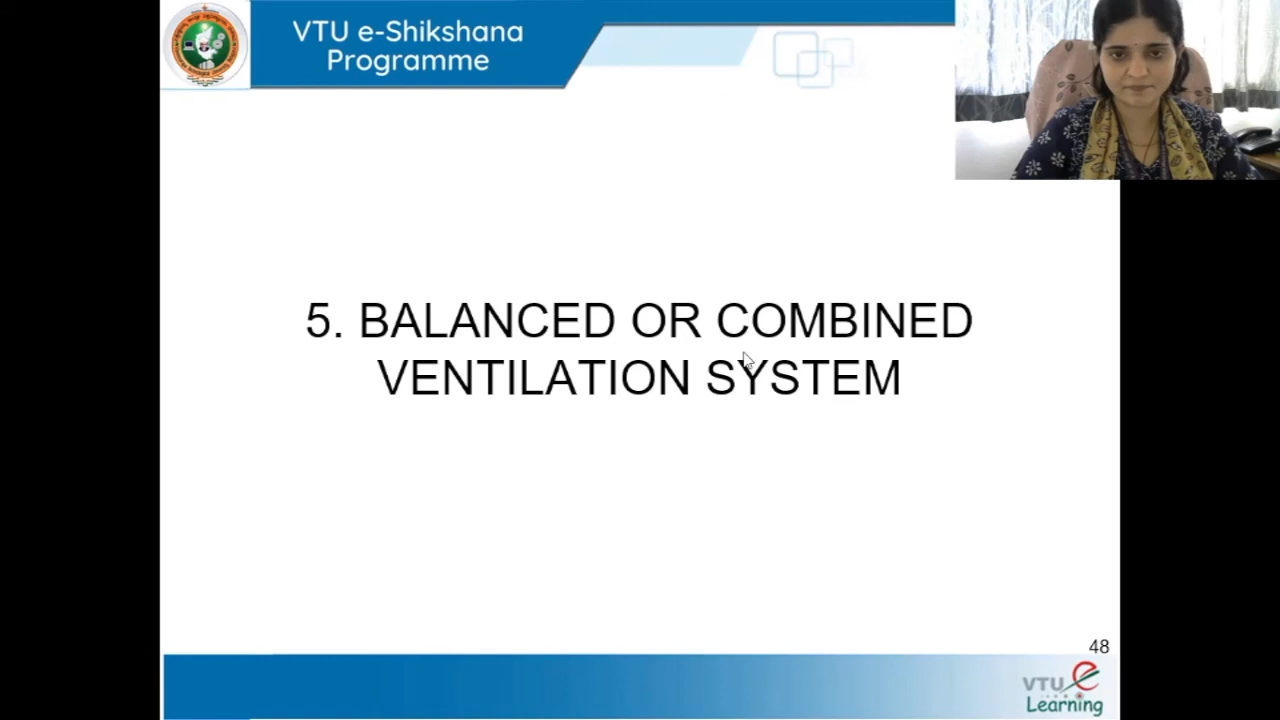 VTU e-Shikshana
Programme
5. BALANCED OR COMBINED
VENTILATION SYSTEM
48
VTU e
Learning